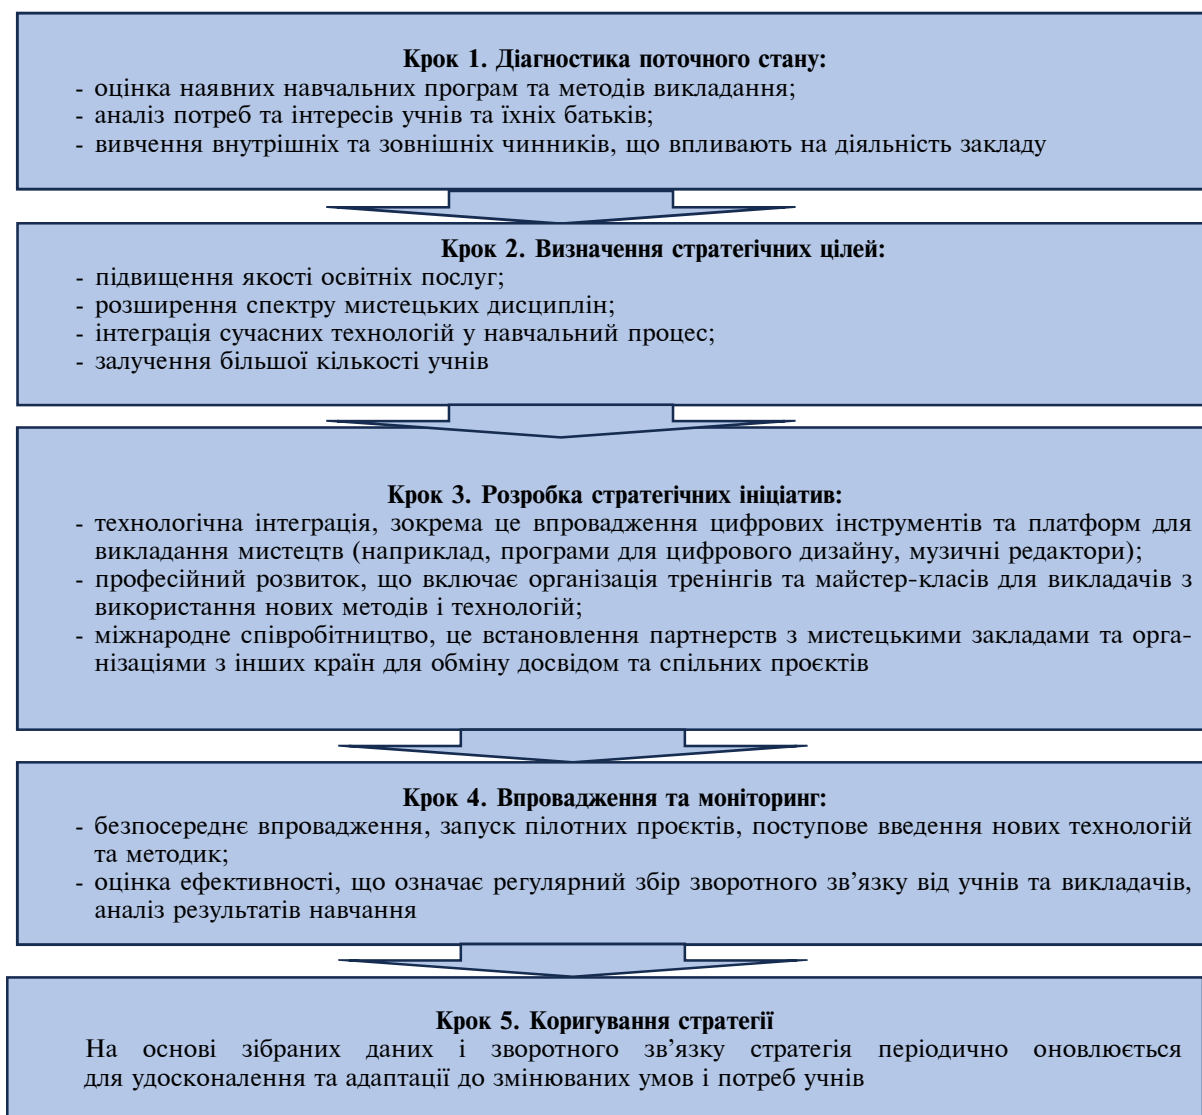 Крок 1. Діагностика поточного стану:
- оцінка наявних навчальних програм та методів викладання;
- аналіз потреб та інтересів учнів та їхніх батьків;
- вивчення внутрішніх та зовнішніх чинників, що впливають на діяльність закладу
Крок 2. Визначення стратегічних цілей:
- підвищення якості освітніх послуг;
- розширення спектру мистецьких дисциплін;
- інтеграція сучасних технологій у навчальний процес;
- залучення більшої кількості учнів
Крок 3. Розробка стратегічних ініціатив:
- технологічна інтеграція, зокрема це впровадження цифрових інструментів та платформ для
викладання мистецтв (наприклад, програми для цифрового дизайну, музичні редактори);
- професійний розвиток, що включає організація тренінгів та майстер-класів для викладачів з
використання нових методів і технологій;
- міжнародне співробітництво, це встановлення партнерств з мистецькими закладами та орга-
нізаціями з інших країн для обміну досвідом та спільних проєктів
Крок 4. Впровадження та моніторинг:
- безпосереднє впровадження, запуск пілотних проєктів, поступове введення нових технологій
та методик;
- оцінка ефективності, що означає регулярний збір зворотного зв’язку від учнів та викладачів,
аналіз результатів навчання
Крок 5. Коригування стратегії
На основі зібраних даних і зворотного зв’язку стратегія періодично оновлюється
для удосконалення та адаптації до змінюваних умов і потреб учнів